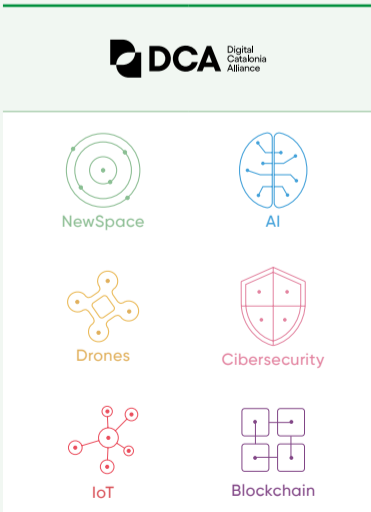 DCA
Digital
Catalonia
Alliance
NewSpace
AI
Drones
Cibersecurity
IoT
Blockchain